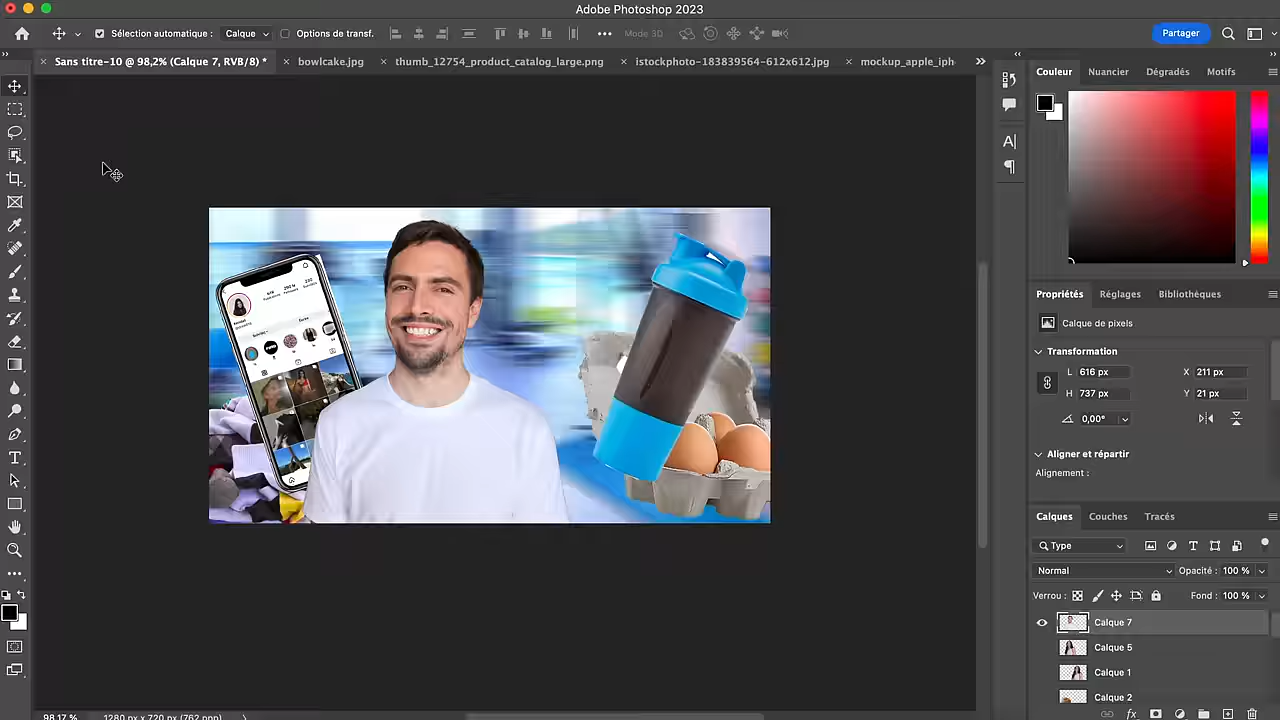 Adobe Photoshop 2023
Sélection automatique : Calque Options de transf. Mode 3D Partager
Sans titre-10 @ 98,2% (Calque 7, RVB/8) * bowlcake.jpg thumb_12754_product_catalog_large.png istockphoto-183839564-612x612.jpg mockup_apple_iph
Couleur Nuancier Dégradés Motifs
Propriétés Réglages Bibliothèques
Calque de pixels
Transformation
L 616 px X 211 px
H 737 px Y 21 px
0,00°
Aligner et répartir
Alignement :
Calques Couches Tracés
Type
Normal Opacité : 100 %
Verrou : Fond : 100 %
Calque 7
Calque 5
Calque 1
Calque 2
98,17 % 1280 px x 720 px (762 ppp)